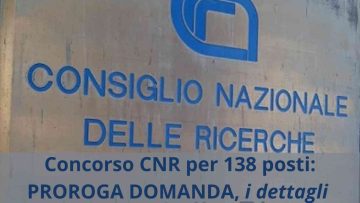 CONSIGLIO NAZIONALE
DELLE RICERCHE
Concorso CNR per 138 posti:
PROROGA DOMANDA, i dettagli